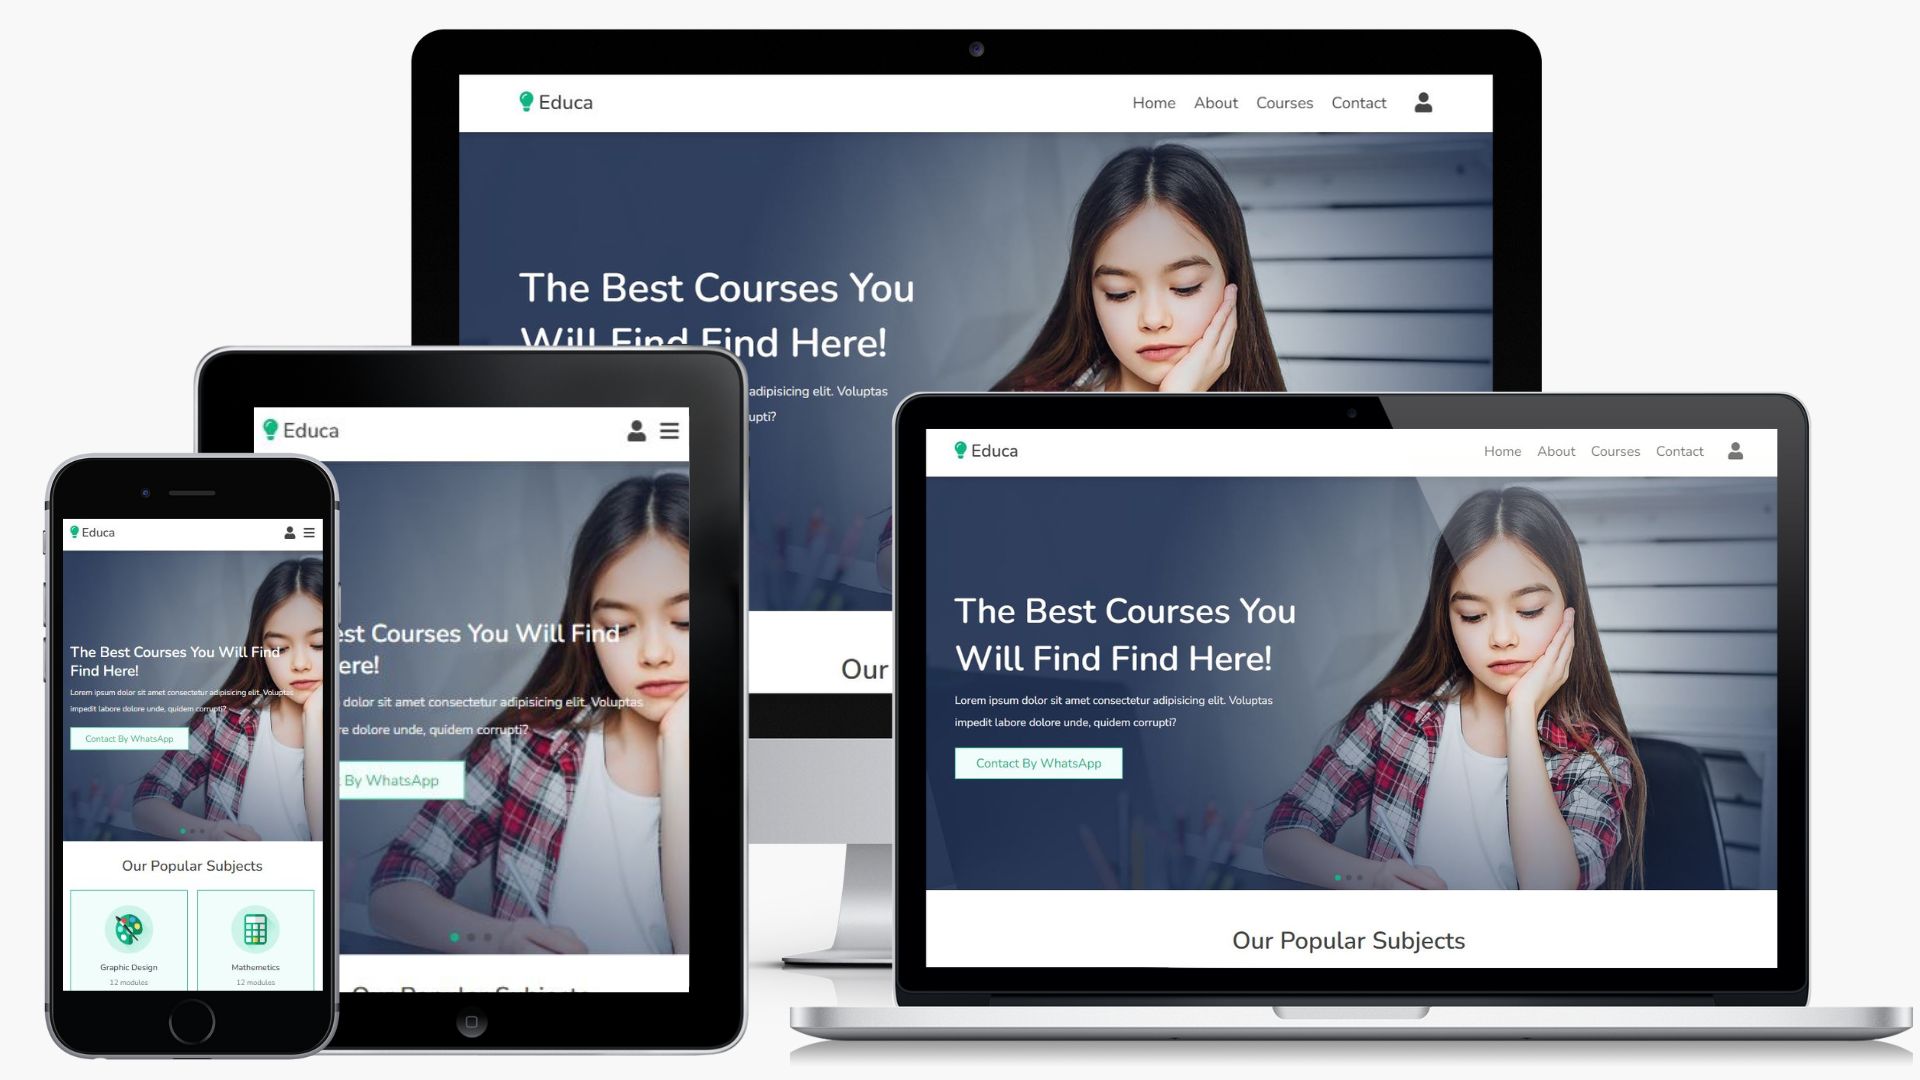 Educa
Home About Courses Contact
The Best Courses You
Will Find Find Here!
adipisicing elit. Voluptas
upti?
Our
Educa
est Courses You Will Find
ere!
dolor sit amet consectetur adipisicing elit. Voluptas
re dolore unde, quidem corrupti?
t By WhatsApp
Our Popular Subjects
Educa
The Best Courses You Will Find
Find Here!
Lorem ipsum dolor sit amet consectetur adipisicing elit. Voluptas
impedit labore dolore unde, quidem corrupti?
Contact By WhatsApp
Our Popular Subjects
Graphic Design
12 modules
Mathemetics
12 modules
Educa
Home About Courses Contact
The Best Courses You
Will Find Find Here!
Lorem ipsum dolor sit amet consectetur adipisicing elit. Voluptas
impedit labore dolore unde, quidem corrupti?
Contact By WhatsApp
Our Popular Subjects